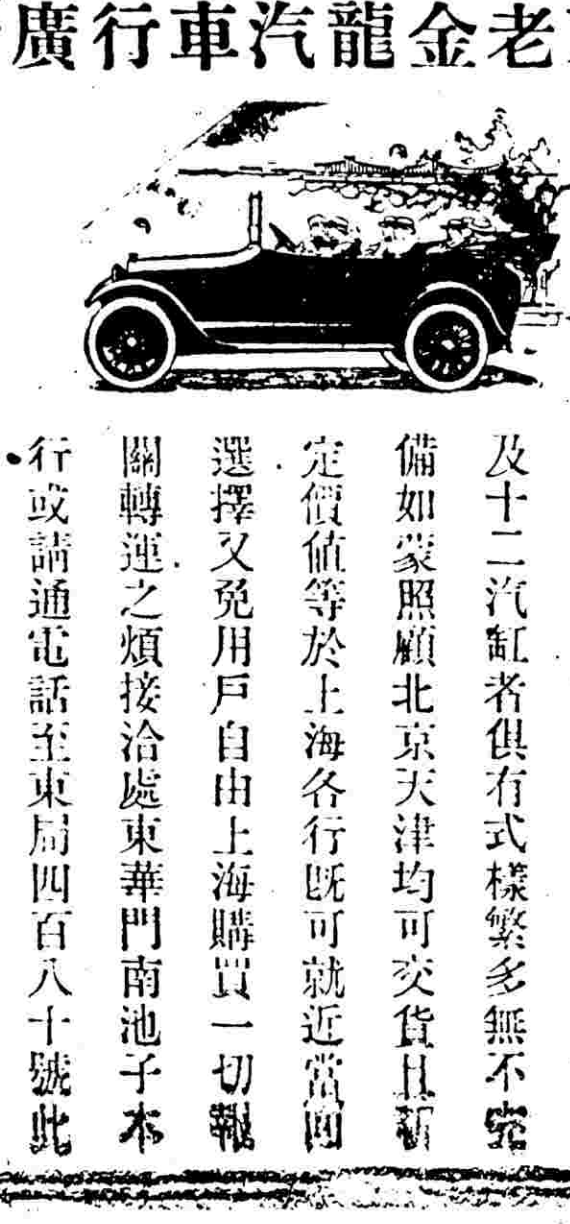 老金龍汽車行廣
及十二汽缸者俱有式樣繁多無不完
備如蒙照顧北京天津均可交貨且新
定價值等於上海各行既可就近當面
選擇又免用戶自由上海購買一切報
關轉運之煩接洽處東華門南池子本
行或請通電話至東局四百八十號此